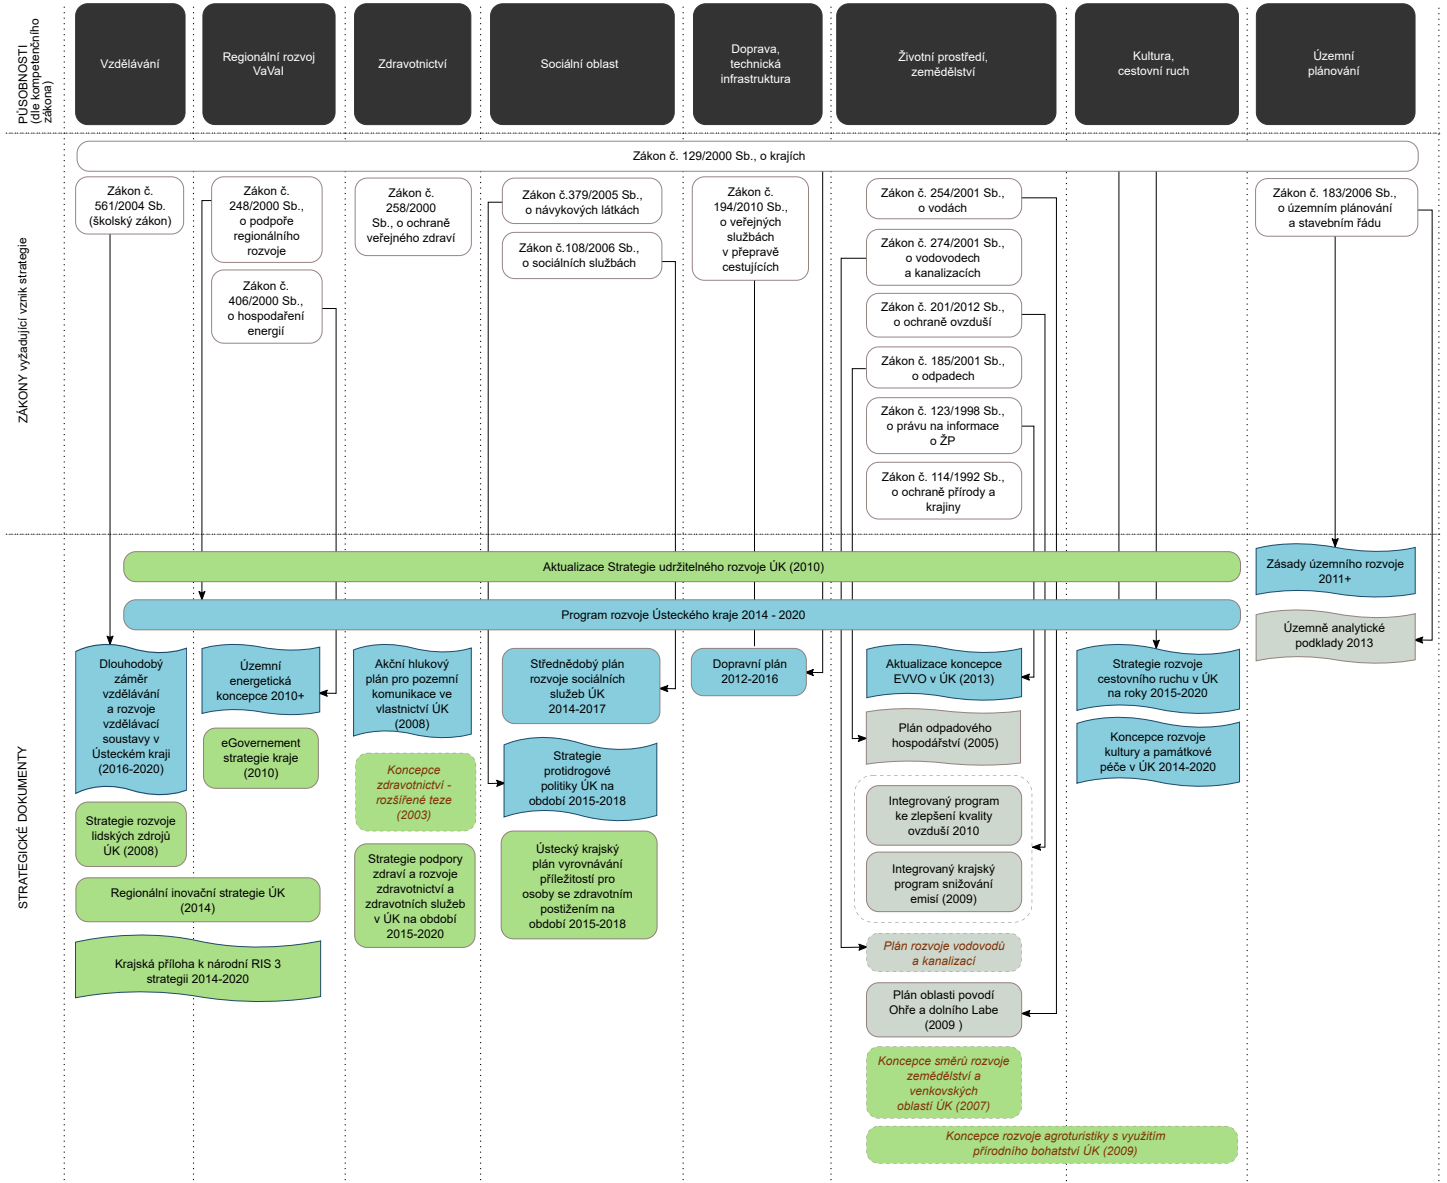 PŮSOBNOSTI
(dle kompetenčního
zákona)
Vzdělávání
Regionální rozvoj
VaVaI
Zdravotnictví
Sociální oblast
Doprava,
technická
infrastruktura
Životní prostředí,
zemědělství
Kultura,
cestovní ruch
Územní
plánování
ZÁKONY vyžadující vznik strategie
Zákon č. 129/2000 Sb., o krajích
Zákon č.
561/2004 Sb.
(školský zákon)
Zákon č.
248/2000 Sb.,
o podpoře
regionálního
rozvoje
Zákon č.
406/2000 Sb.,
o hospodaření
energií
Zákon č.
258/2000
Sb., o ochraně
veřejného zdraví
Zákon č.379/2005 Sb.,
o návykových látkách
Zákon č.108/2006 Sb.,
o sociálních službách
Zákon č.
194/2010 Sb.,
o veřejných
službách
v přepravě
cestujících
Zákon č. 254/2001 Sb.,
o vodách
Zákon č. 274/2001 Sb.,
o vodovodech
a kanalizacích
Zákon č. 201/2012 Sb.,
o ochraně ovzduší
Zákon č. 185/2001 Sb.,
o odpadech
Zákon č. 123/1998 Sb.,
o právu na informace
o ŽP
Zákon č. 114/1992 Sb.,
o ochraně přírody a
krajiny
Zákon č. 183/2006 Sb.,
o územním plánování
a stavebním řádu
STRATEGICKÉ DOKUMENTY
Aktualizace Strategie udržitelného rozvoje ÚK (2010)
Program rozvoje Ústeckého kraje 2014 - 2020
Dlouhodobý
záměr
vzdělávání
a rozvoje
vzdělávací
soustavy v
Ústeckém kraji
(2016-2020)
Strategie rozvoje
lidských zdrojů
ÚK (2008)
Regionální inovační strategie ÚK
(2014)
Krajská příloha k národní RIS 3
strategii 2014-2020
Územní
energetická
koncepce 2010+
eGovernement
strategie kraje
(2010)
Akční hlukový
plán pro pozemní
komunikace ve
vlastnictví ÚK
(2008)
Koncepce
zdravotnictví -
rozšířené teze
(2003)
Strategie podpory
zdraví a rozvoje
zdravotnictví a
zdravotních služeb
v ÚK na období
2015-2020
Střednědobý plán
rozvoje sociálních
služeb ÚK
2014-2017
Strategie
protidrogové
politiky ÚK na
období 2015-2018
Ústecký krajský
plán vyrovnávání
příležitostí pro
osoby se zdravotním
postižením na
období 2015-2018
Dopravní plán
2012-2016
Aktualizace koncepce
EVVO v ÚK (2013)
Plán odpadového
hospodářství (2005)
Integrovaný program
ke zlepšení kvality
ovzduší 2010
Integrovaný krajský
program snižování
emisí (2009)
Plán rozvoje vodovodů
a kanalizací
Plán oblasti povodí
Ohře a dolního Labe
(2009 )
Koncepce směrů rozvoje
zemědělství a
venkovských
oblastí ÚK (2007)
Koncepce rozvoje agroturistiky s využitím
přírodního bohatství ÚK (2009)
Strategie rozvoje
cestovního ruchu v ÚK
na roky 2015-2020
Koncepce rozvoje
kultury a památkové
péče v ÚK 2014-2020
Zásady územního rozvoje
2011+
Územně analytické
podklady 2013